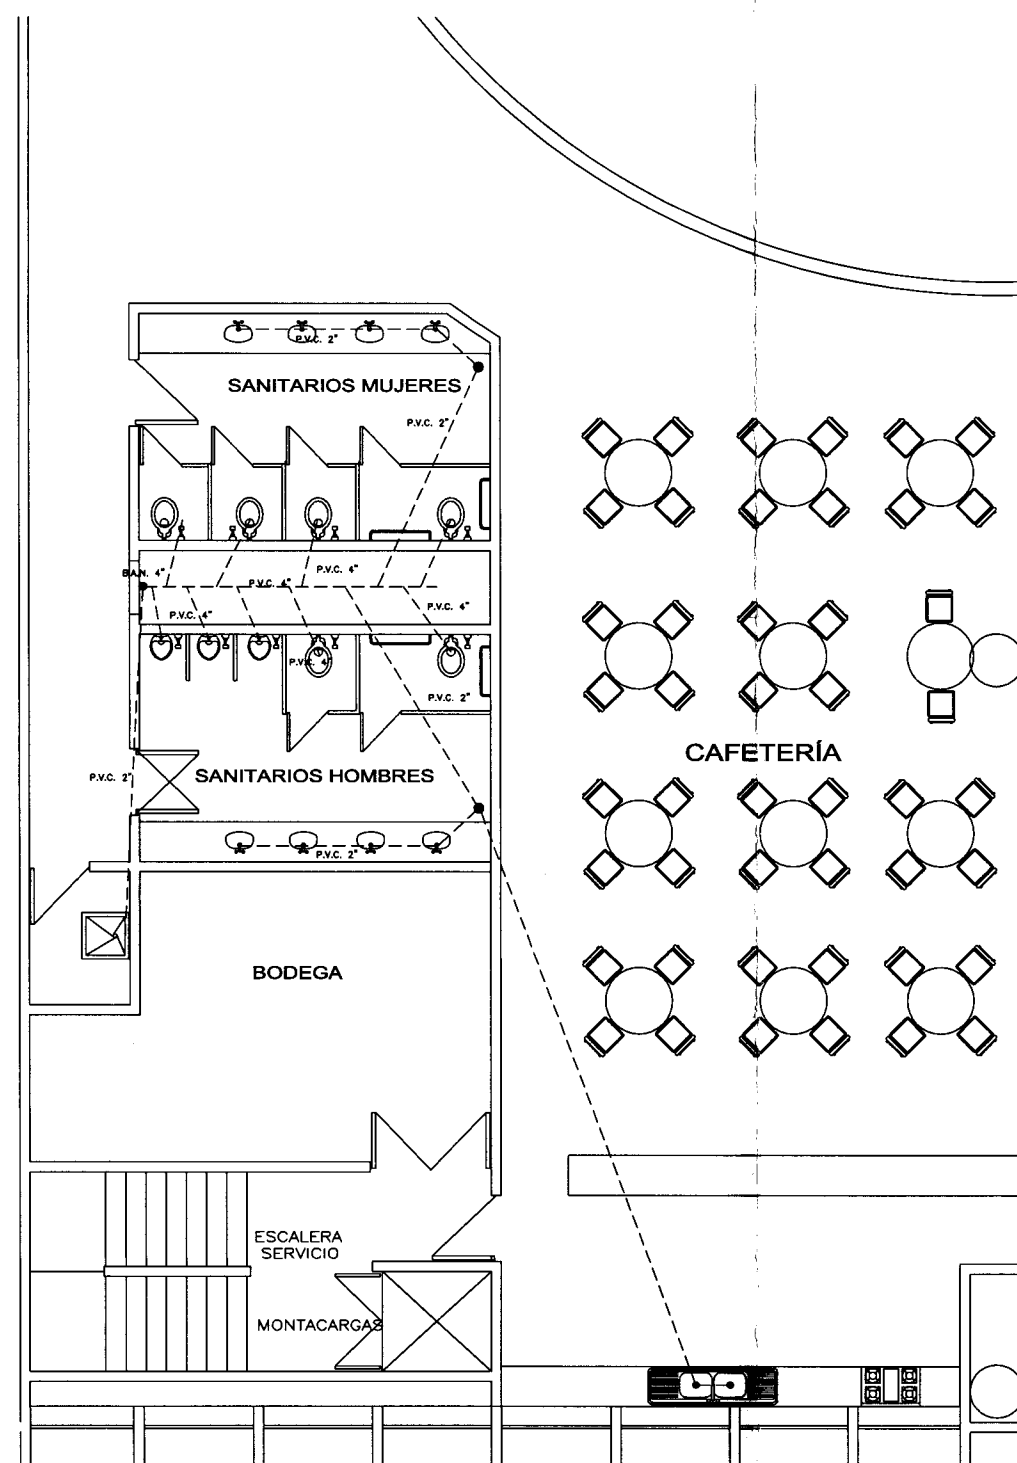 P.V.C. 2"
SANITARIOS MUJERES
P.V.C. 2"
P.V.C. 4"
B.A.N. 4"
P.V.C. 4"
P.V.C. 4"
P.V.C. 4"
P.V.C. 4"
P.V.C. 2"
CAFETERÍA
P.V.C. 2"
SANITARIOS HOMBRES
P.V.C. 2"
BODEGA
ESCALERA
SERVICIO
MONTACARGAS